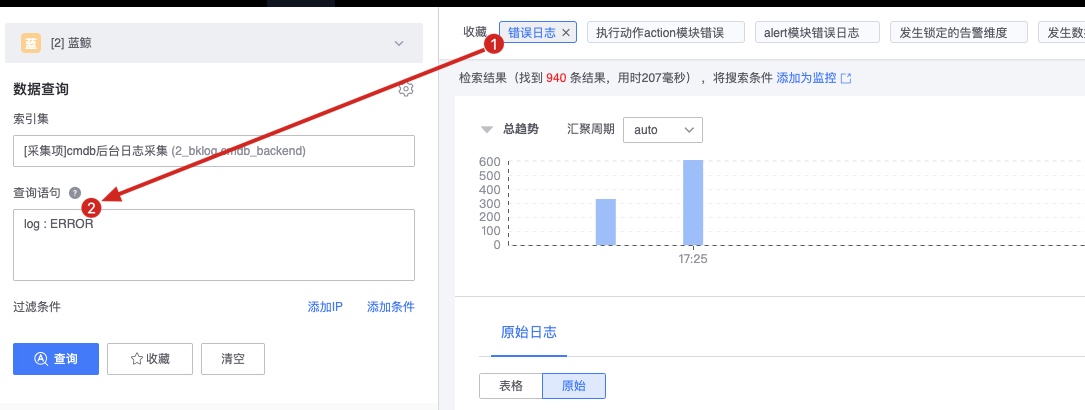 蓝 [2] 蓝鲸
数据查询
索引集
[采集项]cmdb后台日志采集 (2_bklog.cmdb_backend)
查询语句 ?
2
log : ERROR
过滤条件 添加IP 添加条件
查询 收藏 清空
收藏 1 错误日志 × 执行动作action模块错误 alert模块错误日志 发生锁定的告警维度 发生数
检索结果（找到 940 条结果，用时207毫秒），将搜索条件 添加为监控
总趋势 汇聚周期 auto
600
500
400
300
200
100
0
17:25
原始日志
表格 原始